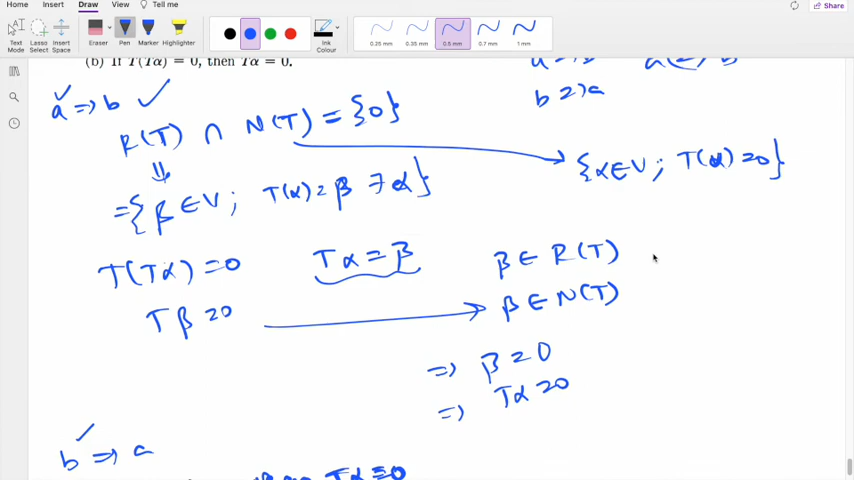 Home Insert Draw View Tell me Share
Text Mode Lasso Select Insert Space Eraser Pen Marker Highlighter Ink Colour 0.25 mm 0.35 mm 0.5 mm 0.7 mm 1 mm
(b) If T(Tα) = 0, then Tα = 0.
b ⇒ a
a ⇒ b
R(T) ∩ N(T) = {0}
{α ∈ V ; T(α) = 0}
= {β ∈ V ; T(α) = β ∃ α}
T(Tα) = 0 Tα = β β ∈ R(T)
Tβ = 0 β ∈ N(T)
⇒ β = 0
⇒ Tα = 0
b ⇒ a
Tα = 0